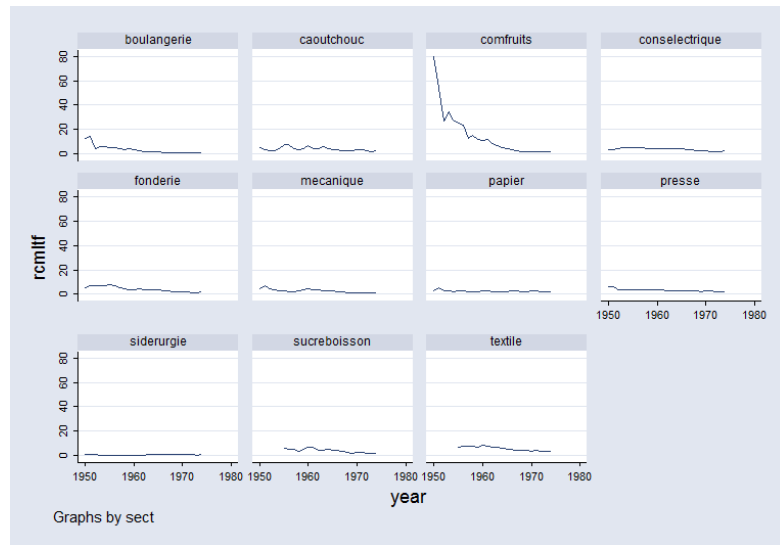 boulangerie caoutchouc comfruits conselectrique
80
60
40
20
0
fonderie mecanique papier presse
80
60
40
20
0
1950 1960 1970 1980
siderurgie sucreboisson textile
80
60
40
20
0
1950 1960 1970 1980 1950 1960 1970 1980 1950 1960 1970 1980
rcmltf
year
Graphs by sect